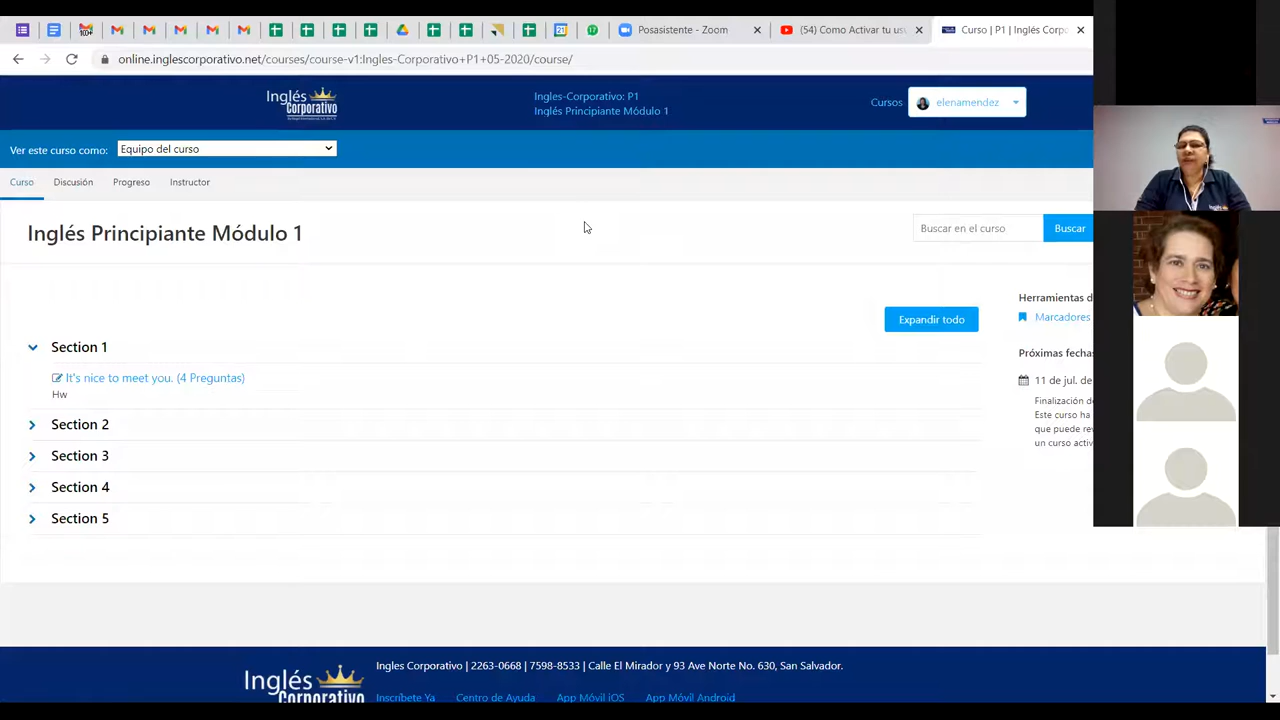 Posasistente - Zoom
(54) Como Activar tu usu
Curso | P1 | Inglés Corpo
online.inglescorporativo.net/courses/course-v1:Ingles-Corporativo+P1+05-2020/course/
Inglés
Corporativo
Ingles-Corporativo: P1
Inglés Principiante Módulo 1
Cursos
elenamendez
Ver este curso como:
Equipo del curso
Curso
Discusión
Progreso
Instructor
Inglés Principiante Módulo 1
Buscar en el curso
Buscar
Expandir todo
Herramientas d
Marcadores
Próximas fechas
11 de jul. de
Finalización de
Este curso ha
que puede rev
un curso activ
Section 1
It's nice to meet you. (4 Preguntas)
Hw
Section 2
Section 3
Section 4
Section 5
Inglés
Corporativo
Ingles Corporativo | 2263-0668 | 7598-8533 | Calle El Mirador y 93 Ave Norte No. 630, San Salvador.
Inscríbete Ya
Centro de Ayuda
App Móvil iOS
App Móvil Android